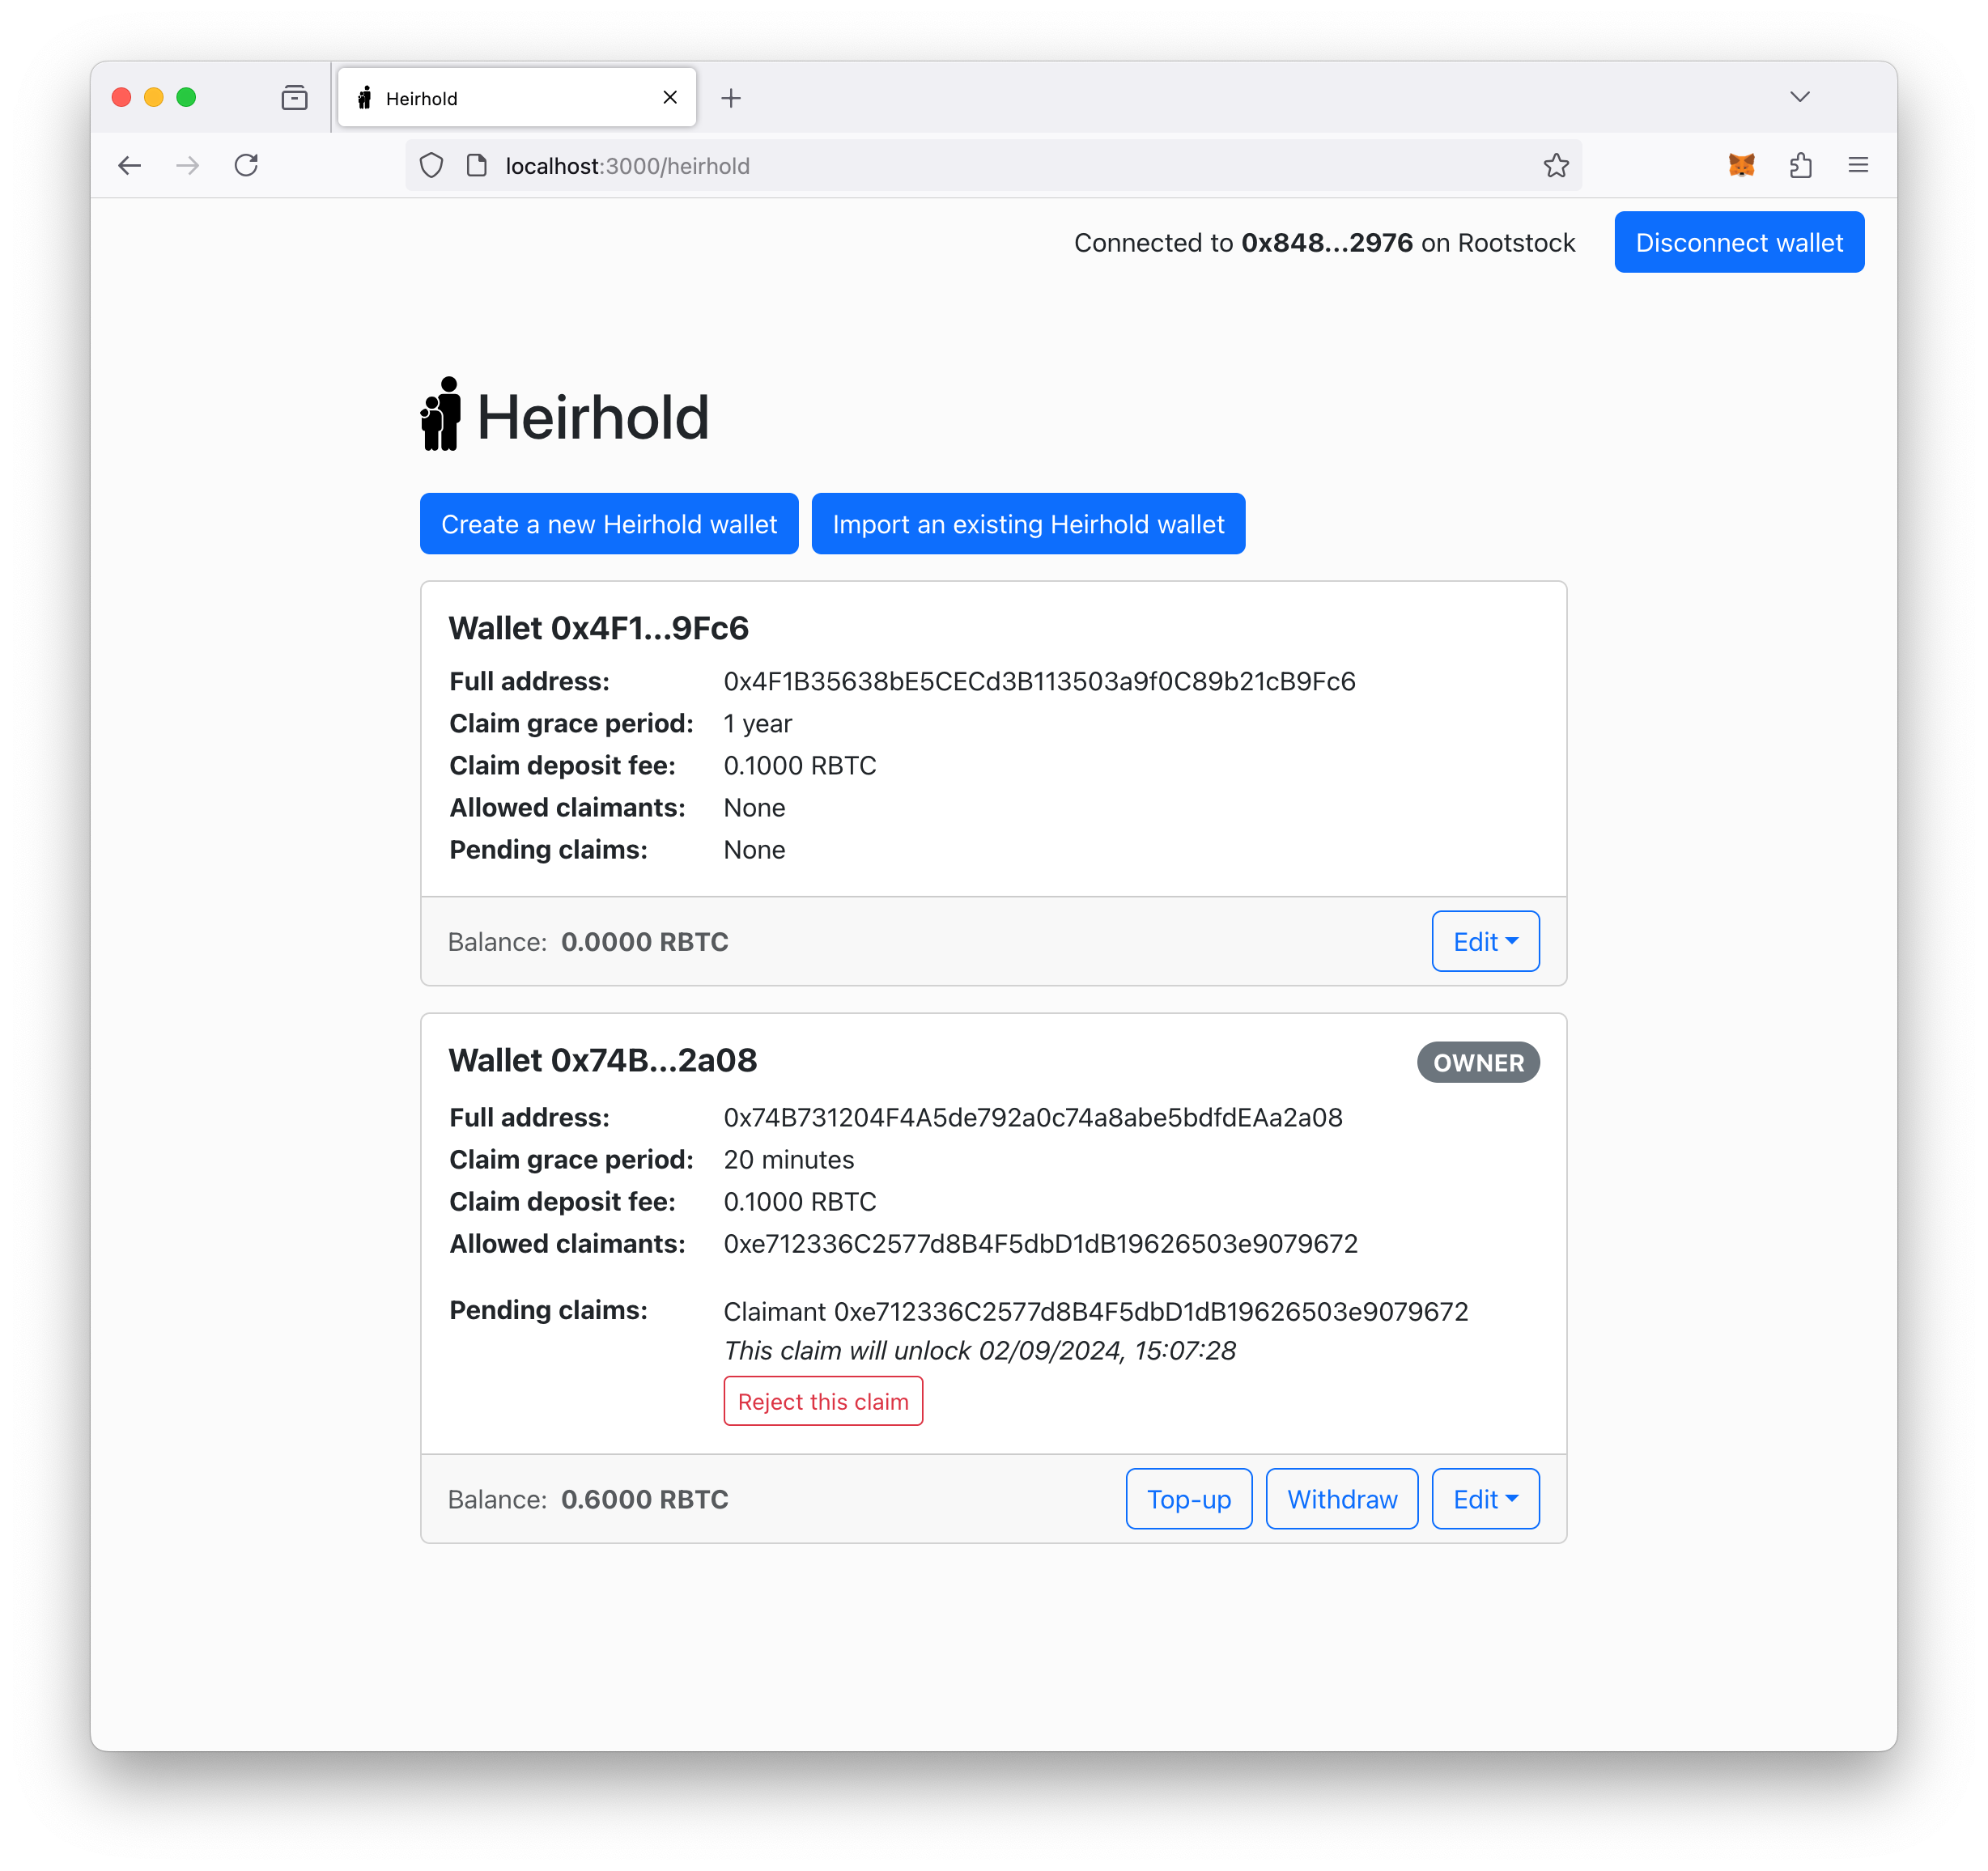 Heirhold
localhost:3000/heirhold
Connected to 0x848...2976 on Rootstock
Disconnect wallet
Heirhold
Create a new Heirhold wallet
Import an existing Heirhold wallet
Wallet 0x4F1...9Fc6
Full address: 0x4F1B35638bE5CECd3B113503a9f0C89b21cB9Fc6
Claim grace period: 1 year
Claim deposit fee: 0.1000 RBTC
Allowed claimants: None
Pending claims: None
Balance: 0.0000 RBTC
Edit
Wallet 0x74B...2a08
OWNER
Full address: 0x74B731204F4A5de792a0c74a8abe5bdfdEAa2a08
Claim grace period: 20 minutes
Claim deposit fee: 0.1000 RBTC
Allowed claimants: 0xe712336C2577d8B4F5dbD1dB19626503e9079672
Pending claims: Claimant 0xe712336C2577d8B4F5dbD1dB19626503e9079672
This claim will unlock 02/09/2024, 15:07:28
Reject this claim
Balance: 0.6000 RBTC
Top-up
Withdraw
Edit